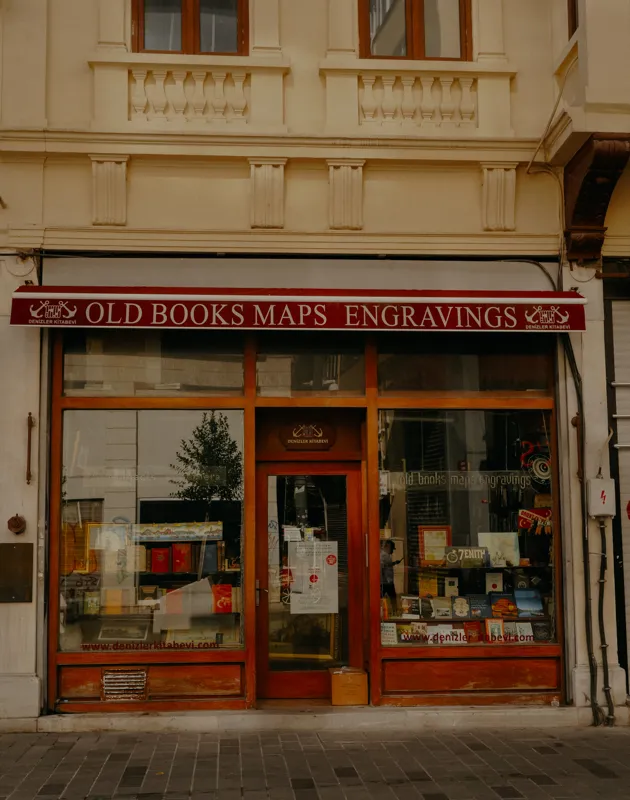 OLD BOOKS MAPS ENGRAVINGS
DENİZLER KİTABEVİ
DENİZLER KİTABEVİ
DENİZLER KİTABEVİ
old books maps engravings
ZENITH
www.denizlerkitabevi.com
www.denizlerkitabevi.com